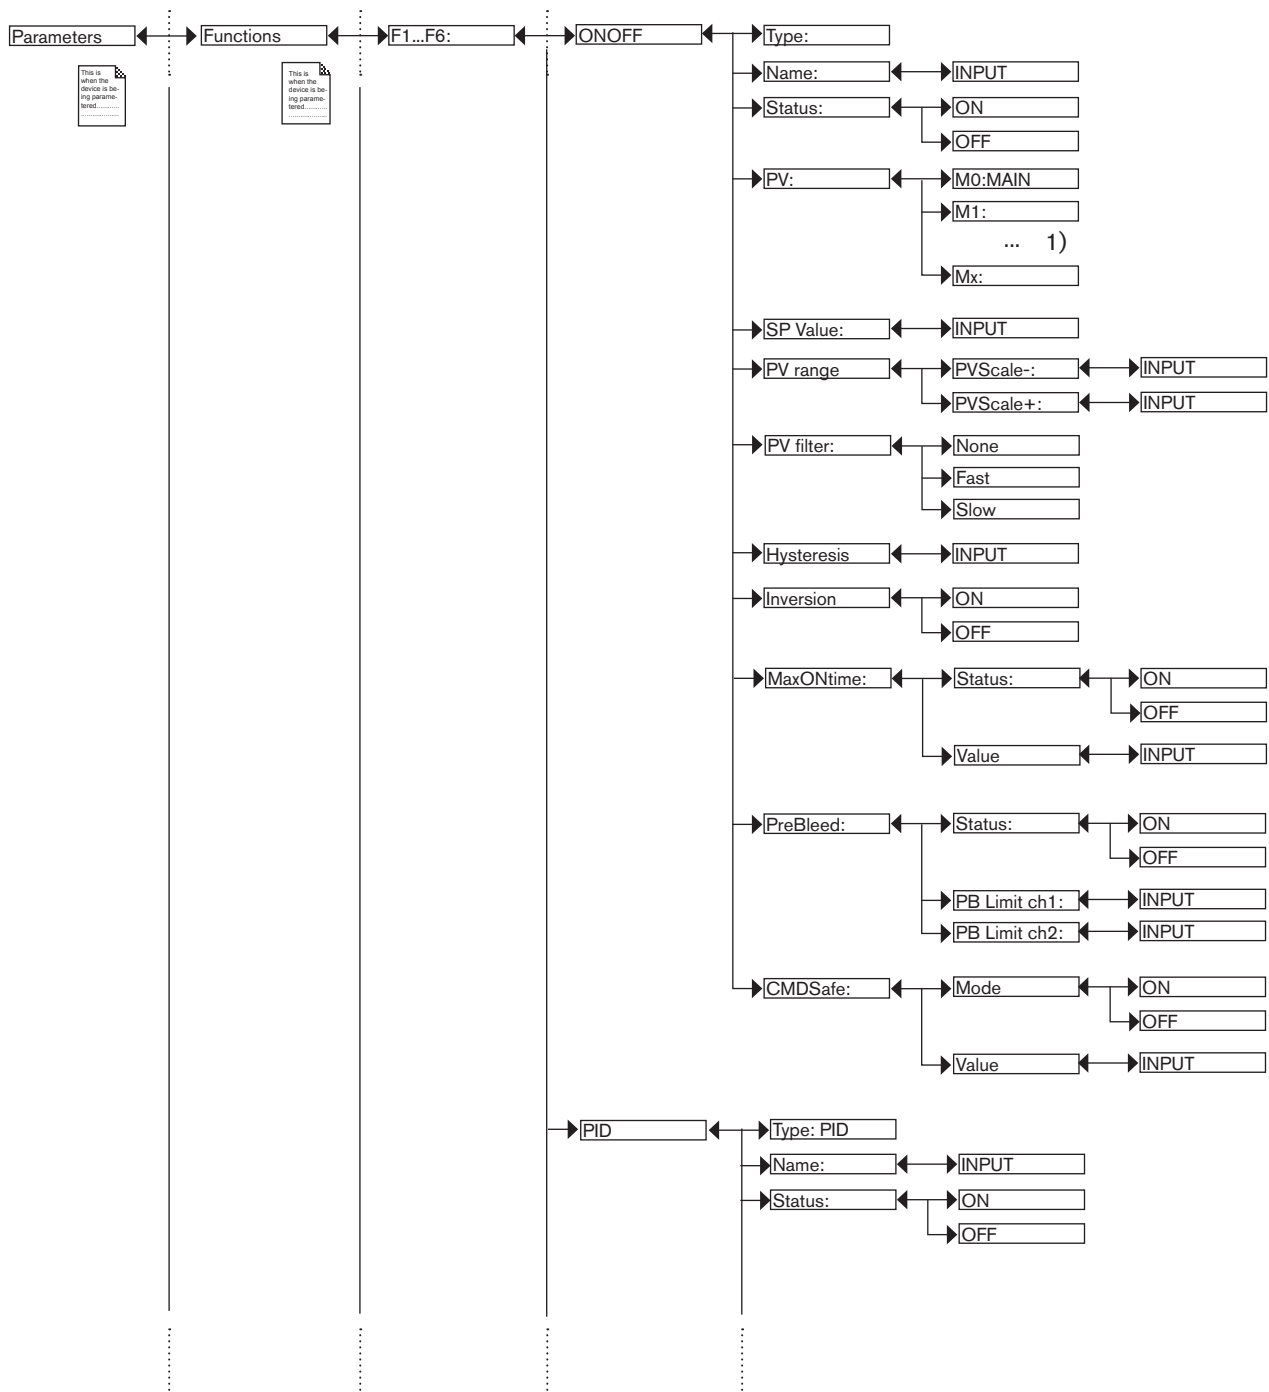 Parameters
Functions
F1...F6:
ONOFF
Type:
This is
when the
device is be-
ing parame-
tered............
....................
This is
when the
device is be-
ing parame-
tered............
....................
Name:
INPUT
Status:
ON
OFF
PV:
M0:MAIN
M1:
... 1)
Mx:
SP Value:
INPUT
PV range
PVScale-:
INPUT
PVScale+:
INPUT
PV filter:
None
Fast
Slow
Hysteresis
INPUT
Inversion
ON
OFF
MaxONtime:
Status:
ON
OFF
Value
INPUT
PreBleed:
Status:
ON
OFF
PB Limit ch1:
INPUT
PB Limit ch2:
INPUT
CMDSafe:
Mode
ON
OFF
Value
INPUT
PID
Type: PID
Name:
INPUT
Status:
ON
OFF